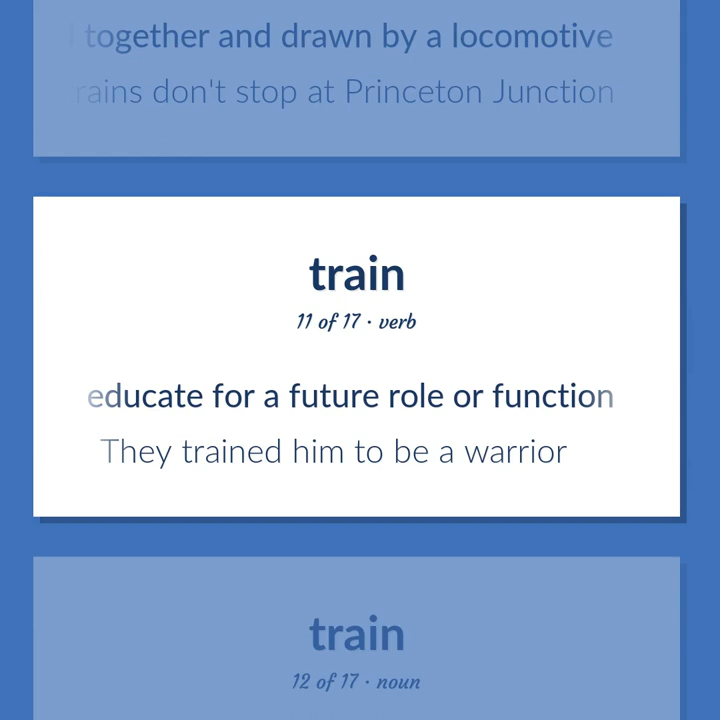 together and drawn by a locomotive
rains don't stop at Princeton Junction
train
11 of 17 · verb
educate for a future role or function
They trained him to be a warrior
train
12 of 17 · noun